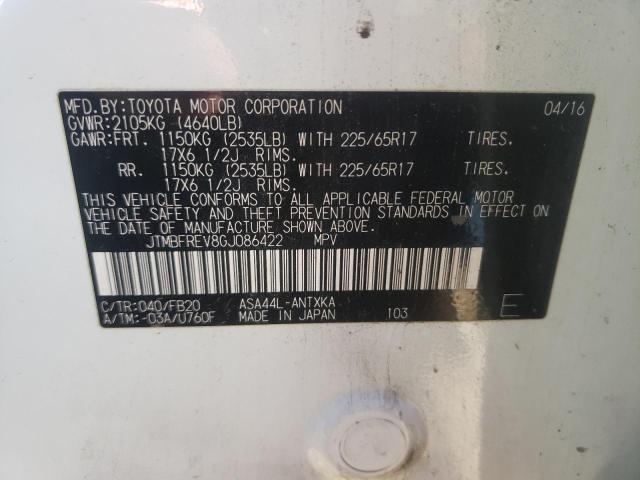 MFD.BY:TOYOTA MOTOR CORPORATION 04/16
GVWR:2105KG (4640LB)
GAWR:FRT. 1150KG (2535LB) WITH 225/65R17 TIRES.
17X6 1/2J RIMS.
RR. 1150KG (2535LB) WITH 225/65R17 TIRES.
17X6 1/2J RIMS.
THIS VEHICLE CONFORMS TO ALL APPLICABLE FEDERAL MOTOR
VEHICLE SAFETY AND THEFT PREVENTION STANDARDS IN EFFECT
ON THE DATE OF MANUFACTURE SHOWN ABOVE.
JTMBFREV8GJ086422 MPV
C/TR:040/FB20 ASA44L-ANTXKA
A/TM:-03A/U760F MADE IN JAPAN 103 E